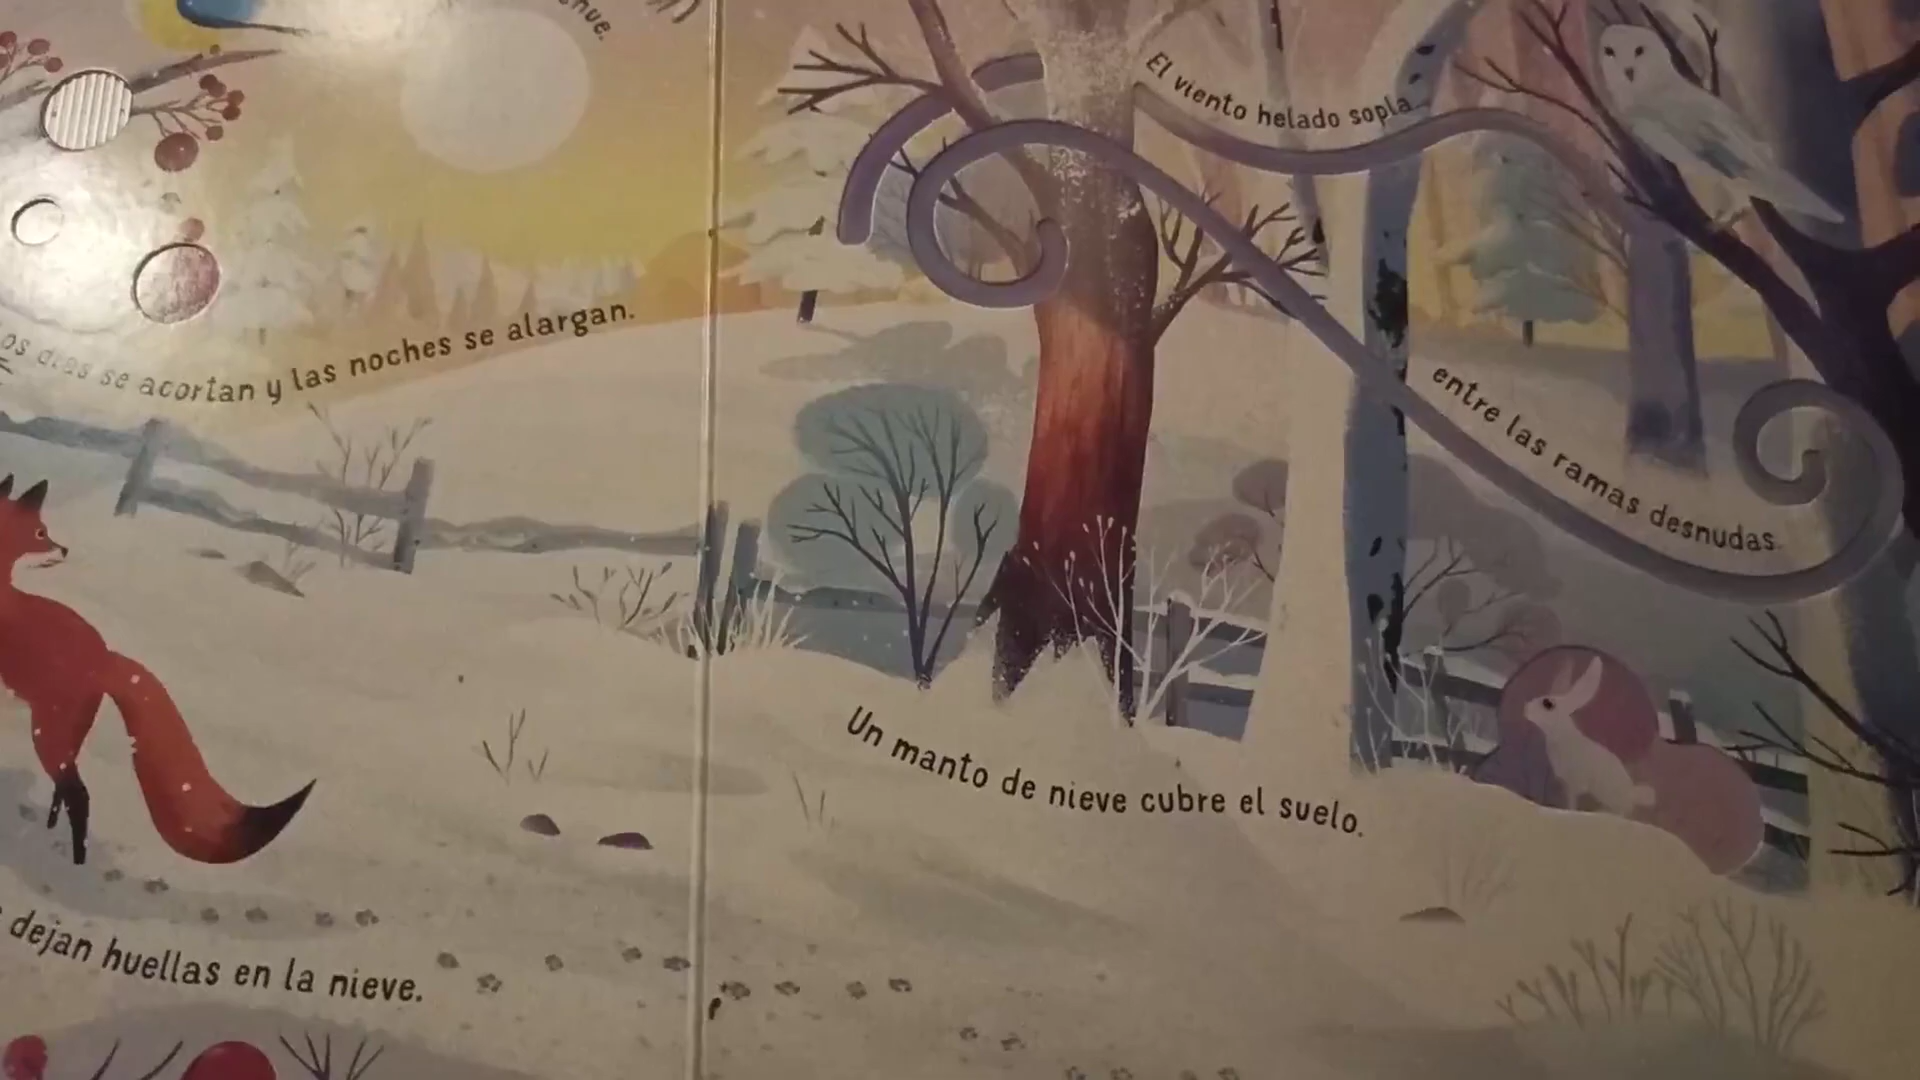 días se acortan y las noches se alargan.
dejan huellas en la nieve.
El viento helado sopla...
entre las ramas desnudas.
Un manto de nieve cubre el suelo.